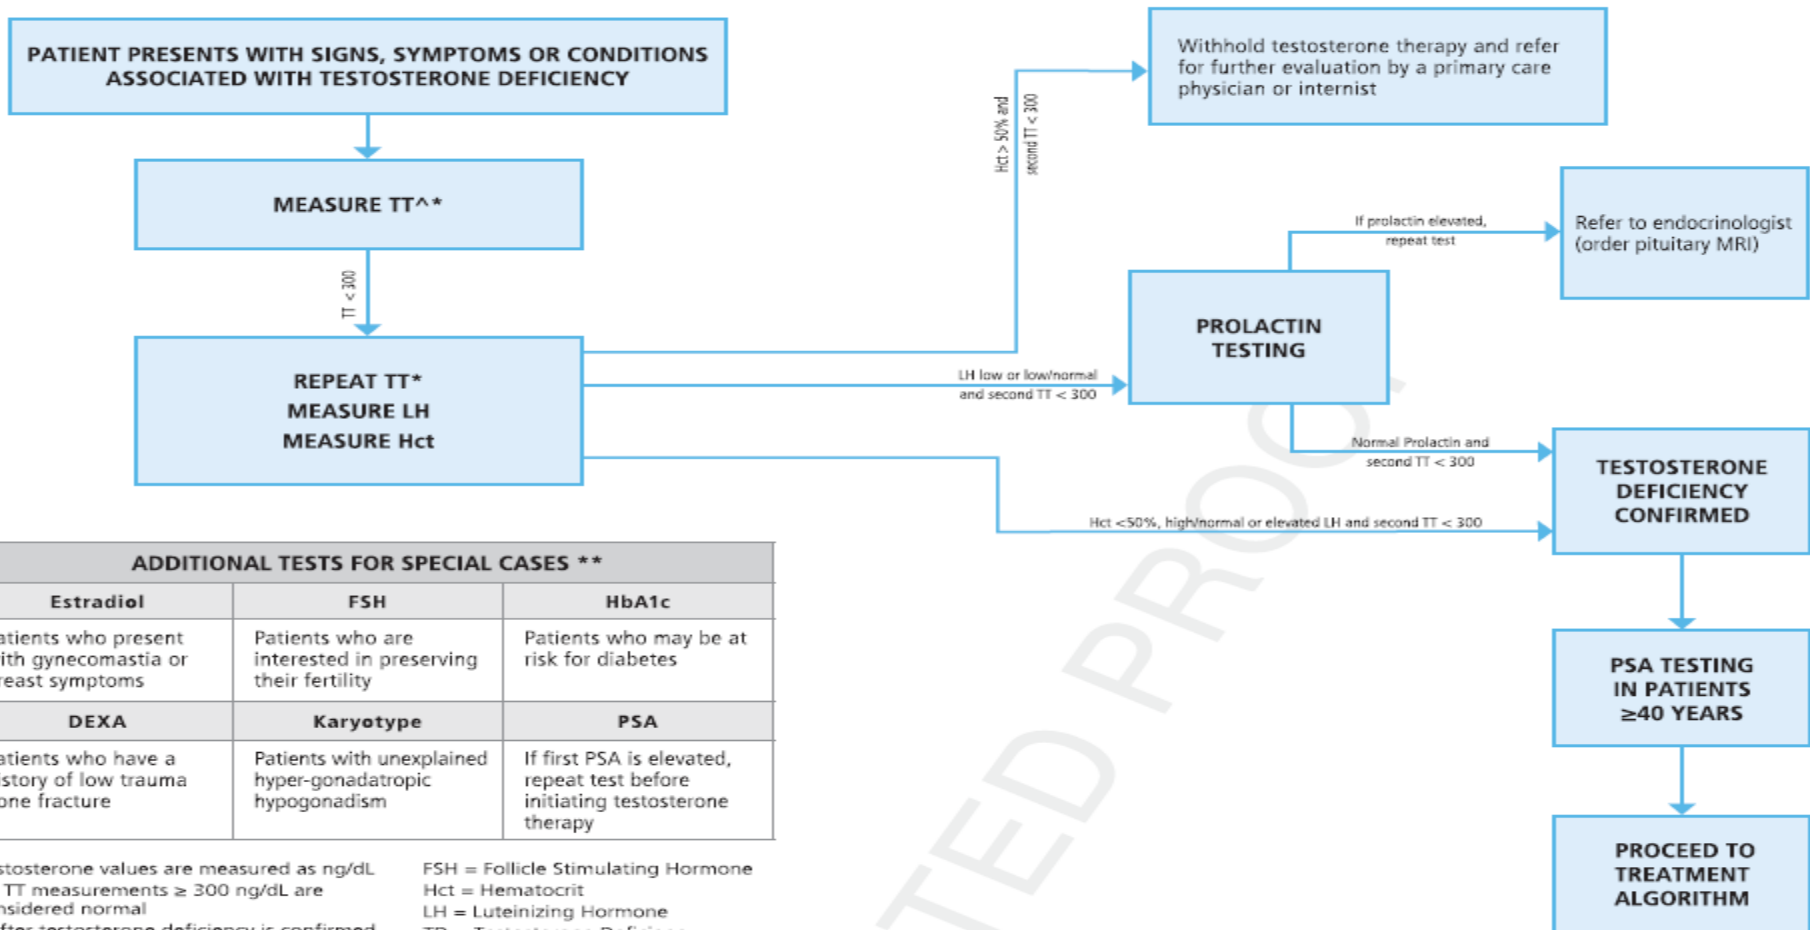 PATIENT PRESENTS WITH SIGNS, SYMPTOMS OR CONDITIONS
ASSOCIATED WITH TESTOSTERONE DEFICIENCY
MEASURE TT^*
TT < 300
REPEAT TT*
MEASURE LH
MEASURE Hct
Hct > 50% and
second TT < 300
Withhold testosterone therapy and refer
for further evaluation by a primary care
physician or internist
LH low or low/normal
and second TT < 300
PROLACTIN
TESTING
If prolactin elevated,
repeat test
Refer to endocrinologist
(order pituitary MRI)
Normal Prolactin and
second TT < 300
Hct <50%, high/normal or elevated LH and second TT < 300
TESTOSTERONE
DEFICIENCY
CONFIRMED
PSA TESTING
IN PATIENTS
≥40 YEARS
PROCEED TO
TREATMENT
ALGORITHM
ADDITIONAL TESTS FOR SPECIAL CASES **
Estradiol
atients who present
ith gynecomastia or
reast symptoms
FSH
Patients who are
interested in preserving
their fertility
HbA1c
Patients who may be at
risk for diabetes
DEXA
atients who have a
istory of low trauma
one fracture
Karyotype
Patients with unexplained
hyper-gonadatropic
hypogonadism
PSA
If first PSA is elevated,
repeat test before
initiating testosterone
therapy
stosterone values are measured as ng/dL
TT measurements ≥ 300 ng/dL are
nsidered normal
fter testosterone deficiency is confirmed
FSH = Follicle Stimulating Hormone
Hct = Hematocrit
LH = Luteinizing Hormone
TED PROO